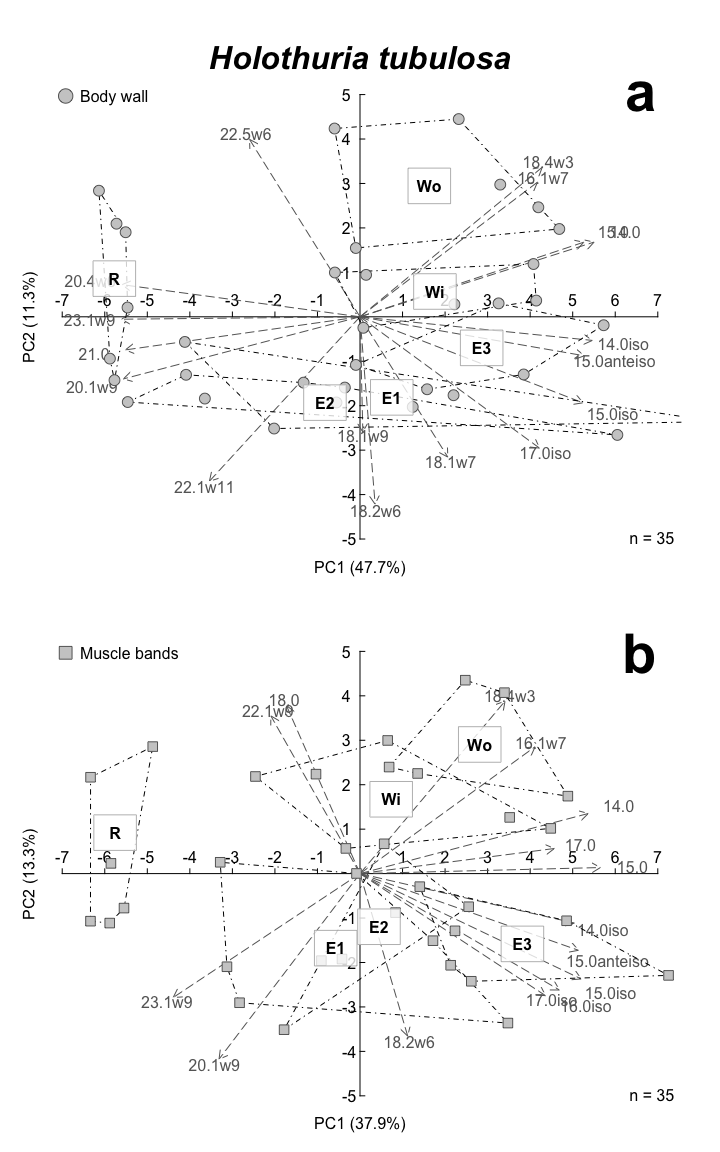 Holothuria tubulosa
Body wall
a
5
4
3
2
1
-1
-2
-3
-4
-5
22.5w6
18.4w3
16.1w7
Wo
14.0
R
Wi
-7 -6 -5 -4 -3 -2 -1 1 2 3 4 5 6 7
23.1w9
21.0
20.1w9
E3
14.0iso
15.0anteiso
E2
E1
15.0iso
18.1w9
18.1w7
17.0iso
22.1w11
18.2w6
n = 35
PC2 (11.3%)
PC1 (47.7%)
Muscle bands
b
5
4
3
2
1
-1
-2
-3
-4
-5
18.0
18.4w3
Wo
16.1w7
Wi
14.0
R
17.0
-7 -6 -5 -4 -3 -2 -1 1 2 3 4 5 6 7
15.0
E2
E1
E3
14.0iso
15.0anteiso
15.0iso
17.0iso
16.0iso
23.1w9
18.2w6
20.1w9
n = 35
PC2 (13.3%)
PC1 (37.9%)